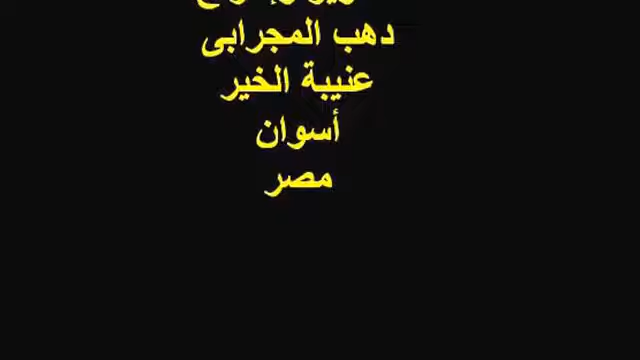 دهب المجرابى
عنيبة الخير
أسوان
مصر